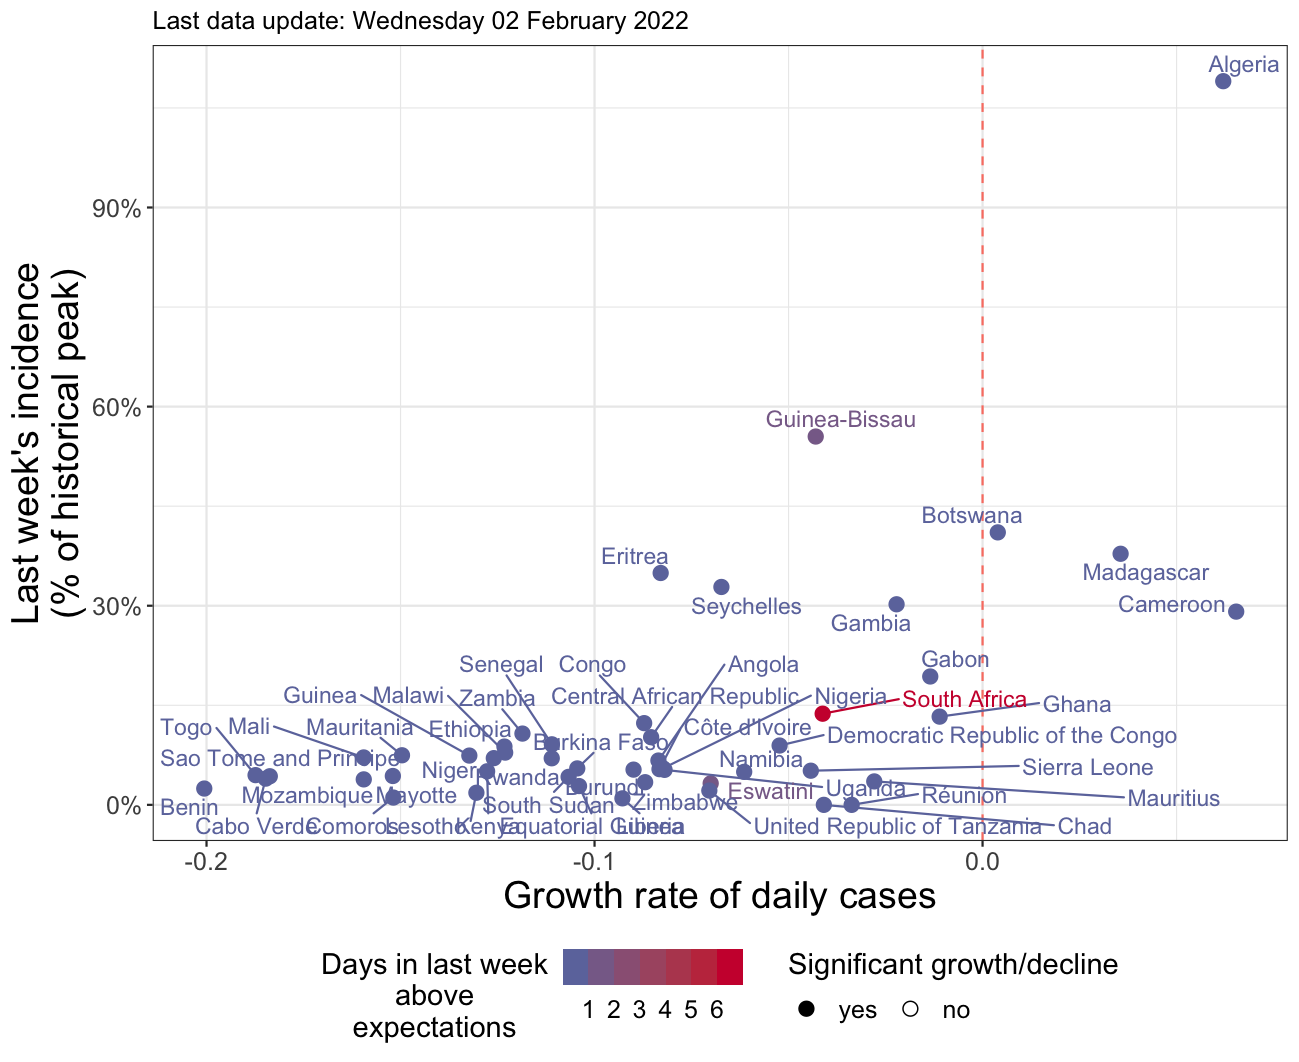 Last data update: Wednesday 02 February 2022
Algeria
90%
60%
30%
0%
Last week's incidence
(% of historical peak)
Guinea-Bissau
Botswana
Eritrea
Madagascar
Seychelles
Cameroon
Gambia
Gabon
Senegal
Congo
Angola
Guinea
Malawi
Zambia
Central African Republic
Nigeria
South Africa
Ghana
Togo
Mali
Mauritania
Ethiopia
Côte d'Ivoire
Democratic Republic of the Congo
Burkina Faso
Sao Tome and Principe
Namibia
Sierra Leone
Niger
Rwanda
Burundi
Eswatini
Uganda
Reunion
Mauritius
Benin
Mozambique
Mayotte
South Sudan
Zimbabwe
Cabo Verde
Comoros
Lesotho
Kenya
Equatorial Guinea
Liberia
United Republic of Tanzania
Chad
-0.2
-0.1
0.0
Growth rate of daily cases
Days in last week
above
expectations
1 2 3 4 5 6
Significant growth/decline
yes
no